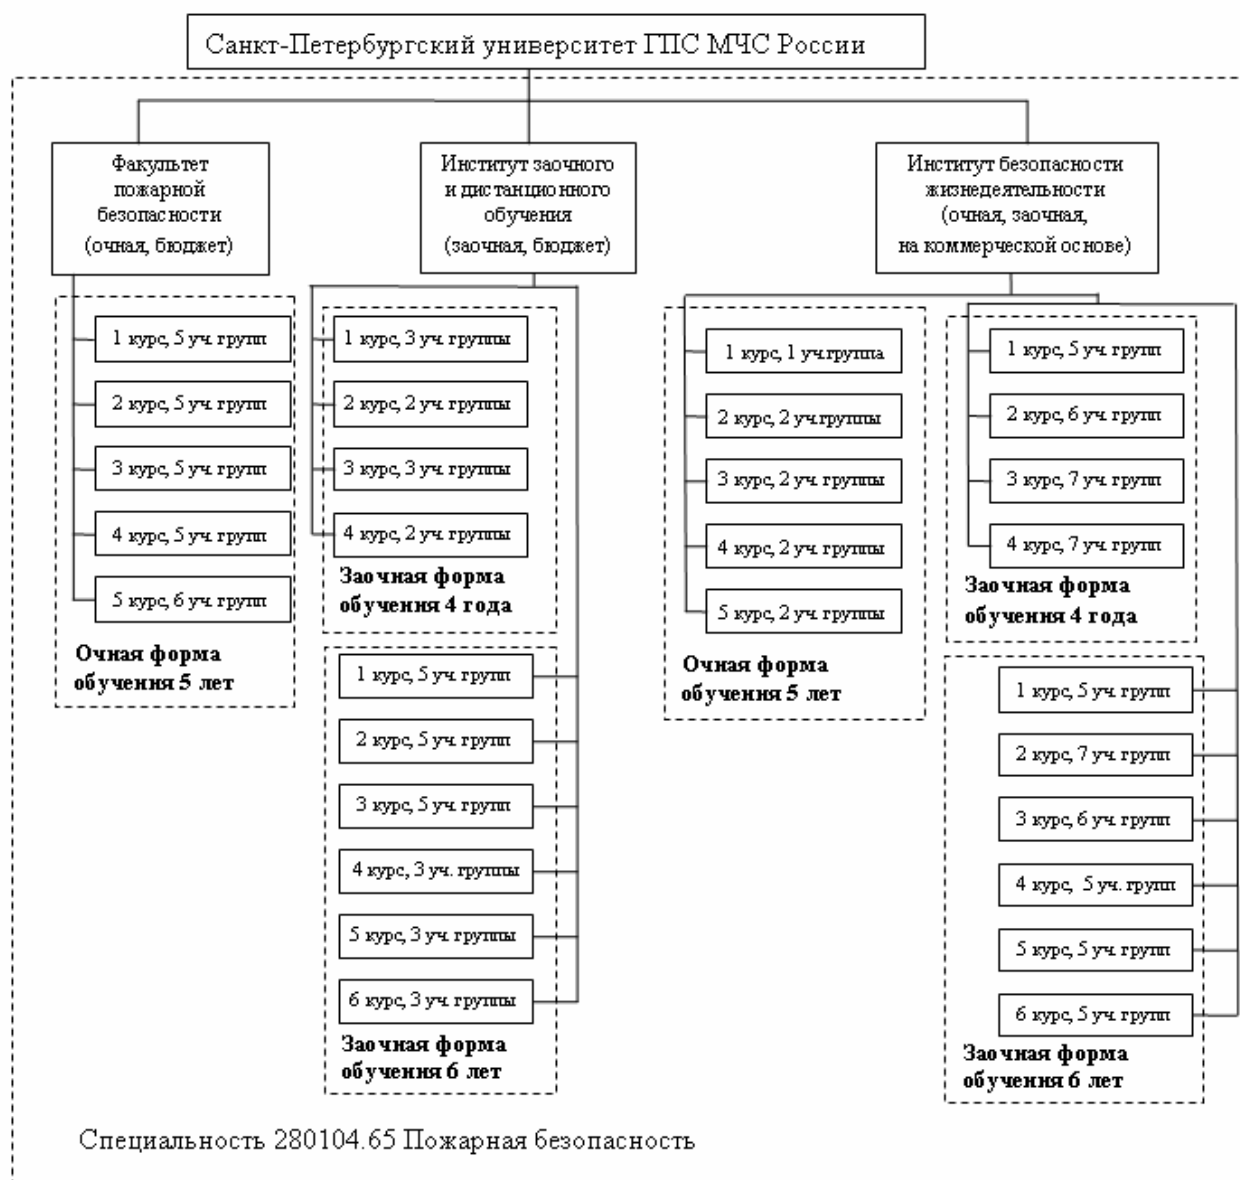 Санкт-Петербургский университет ГПС МЧС России
Факультет
пожарной
безопасности
(очная, бюджет)
1 курс, 5 уч. групп
2 курс, 5 уч. групп
3 курс, 5 уч. групп
4 курс, 5 уч. групп
5 курс, 6 уч. групп
Очная форма
обучения 5 лет
Институт заочного
и дистанционного
обучения
(заочная, бюджет)
1 курс, 3 уч. группы
2 курс, 2 уч. группы
3 курс, 3 уч. группы
4 курс, 2 уч. группы
Заочная форма
обучения 4 года
1 курс, 5 уч. групп
2 курс, 5 уч. групп
3 курс, 5 уч. групп
4 курс, 3 уч. группы
5 курс, 3 уч. группы
6 курс, 3 уч. группы
Заочная форма
обучения 6 лет
Институт безопасности
жизнедеятельности
(очная, заочная,
на коммерческой основе)
1 курс, 1 уч.группа
2 курс, 2 уч.группы
3 курс, 2 уч. группы
4 курс, 2 уч. группы
5 курс, 2 уч. группы
Очная форма
обучения 5 лет
1 курс, 5 уч. групп
2 курс, 6 уч. групп
3 курс, 7 уч. групп
4 курс, 7 уч. групп
Заочная форма
обучения 4 года
1 курс, 5 уч. групп
2 курс, 7 уч. групп
3 курс, 6 уч. групп
4 курс, 5 уч. групп
5 курс, 5 уч. групп
6 курс, 5 уч. групп
Заочная форма
обучения 6 лет
Специальность 280104.65 Пожарная безопасность